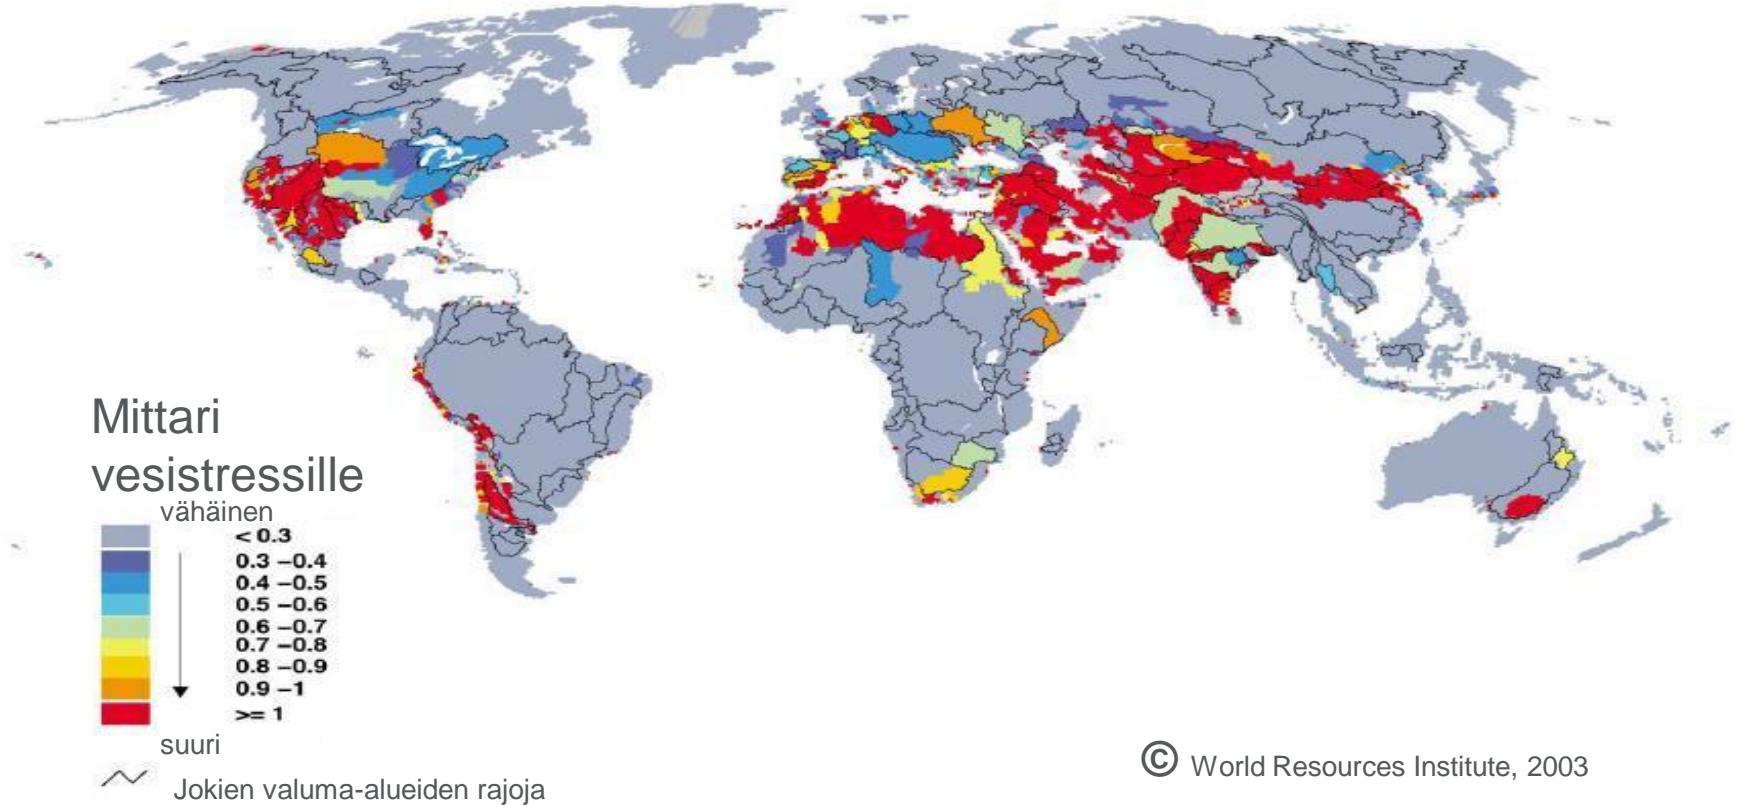 Mittari
vesistressille
vähäinen
< 0.3
0.3 –0.4
0.4 –0.5
0.5 –0.6
0.6 –0.7
0.7 –0.8
0.8 –0.9
0.9 –1
>= 1
suuri
Jokien valuma-alueiden rajoja
© World Resources Institute, 2003